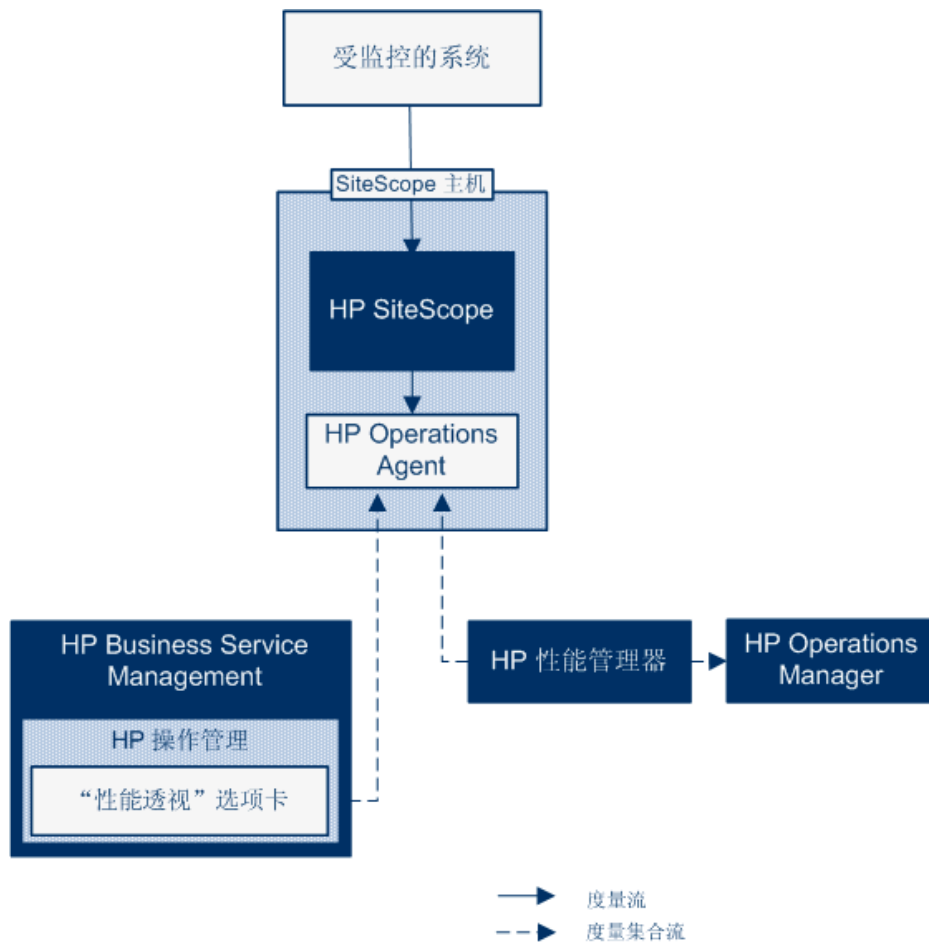 受监控的系统
SiteScope 主机
HP SiteScope
HP Operations
Agent
HP Business Service
Management
HP 操作管理
“性能透视”选项卡
HP 性能管理器
HP Operations
Manager
度量流
度量集合流